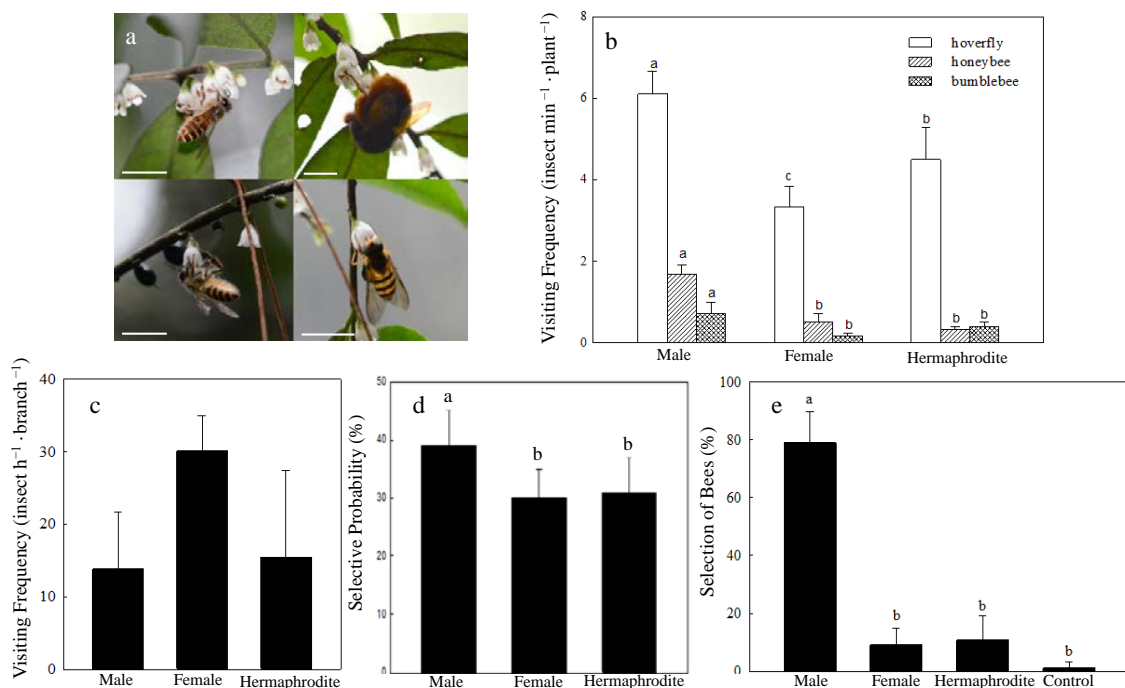 a
b
hoverfly
honeybee
bumblebee
Visiting Frequency (insect min⁻¹·plant⁻¹)
8
6
4
2
0
a
a
a
c
b
b
b
b
b
Male
Female
Hermaphrodite
c
Visiting Frequency (insect h⁻¹·branch⁻¹)
40
30
20
10
0
Male
Female
Hermaphrodite
d
Selective Probability (%)
50
40
30
20
10
0
a
b
b
Male
Female
Hermaphrodite
e
Selection of Bees (%)
100
80
60
40
20
0
a
b
b
b
Male
Female
Hermaphrodite
Control